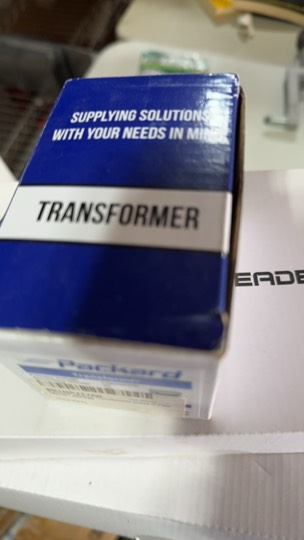 SUPPLYING SOLUTIONS
WITH YOUR NEEDS IN MIND
TRANSFORMER
EADE
Packard